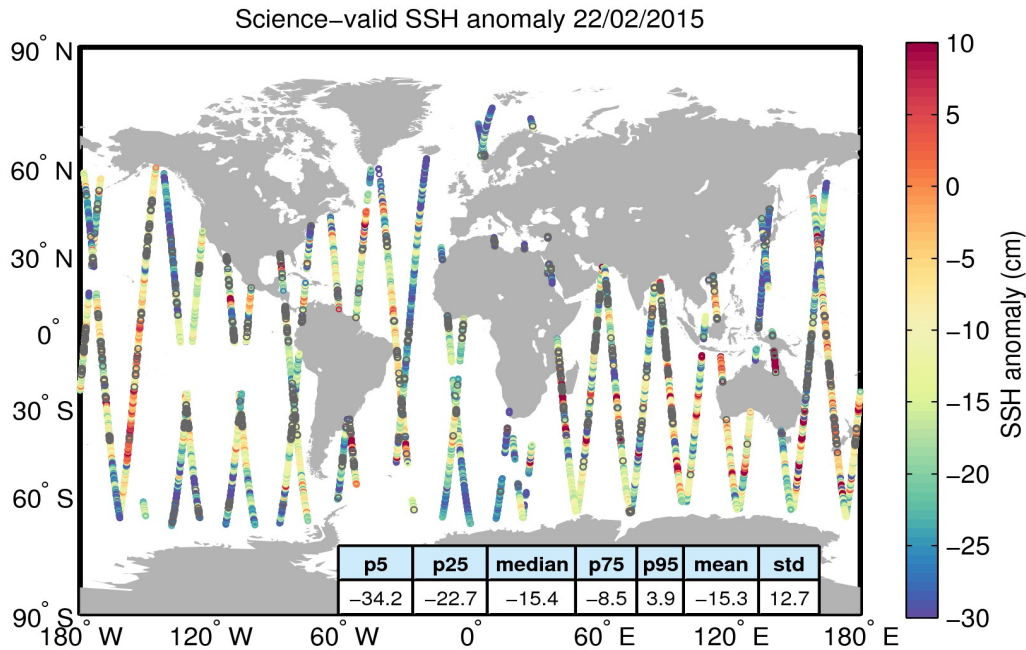 Science−valid SSH anomaly 22/02/2015
90° N
60° N
30° N
0°
30° S
60° S
90° S
180° W
120° W
60° W
0°
60° E
120° E
180° E
p5 p25 median p75 p95 mean std
−34.2 −22.7 −15.4 −8.5 3.9 −15.3 12.7
10
5
0
−5
−10
−15
−20
−25
−30
SSH anomaly (cm)